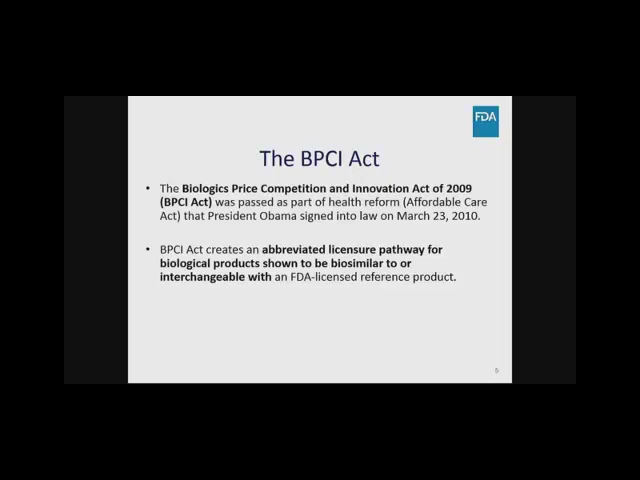 FDA
The BPCI Act
• The Biologics Price Competition and Innovation Act of 2009
(BPCI Act) was passed as part of health reform (Affordable Care
Act) that President Obama signed into law on March 23, 2010.
• BPCI Act creates an abbreviated licensure pathway for
biological products shown to be biosimilar to or
interchangeable with an FDA-licensed reference product.
5